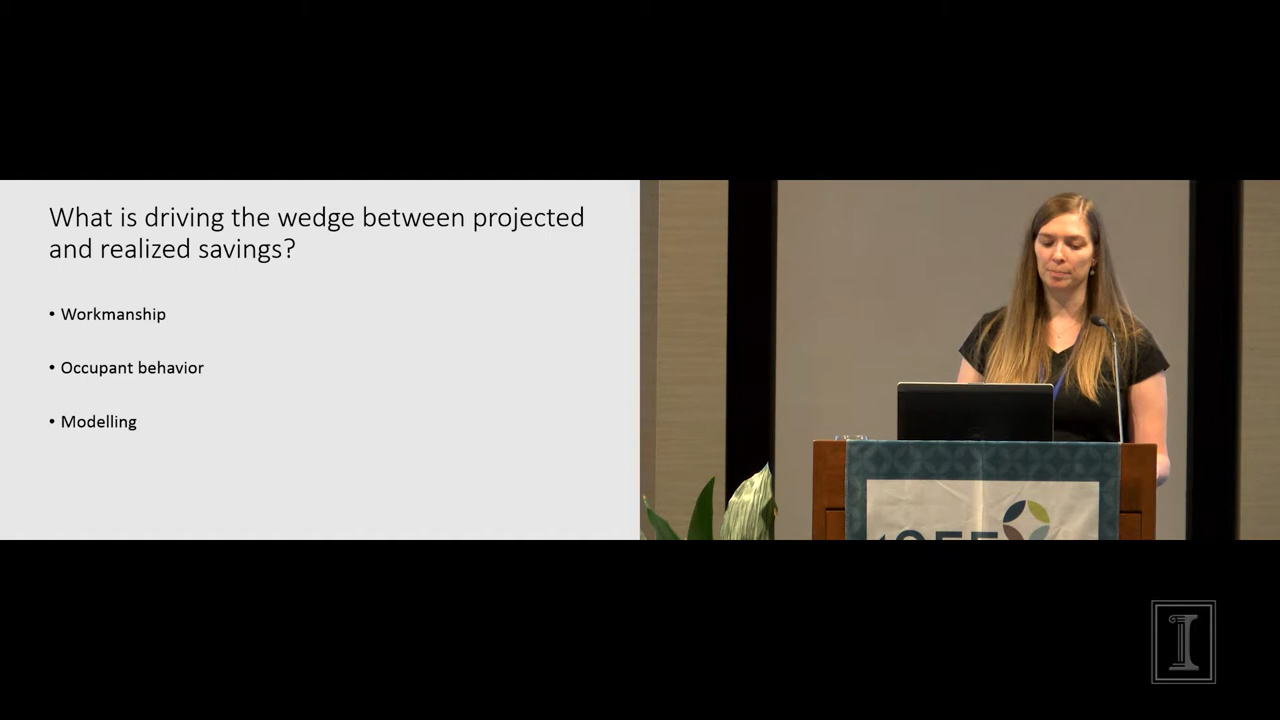 What is driving the wedge between projected
and realized savings?
• Workmanship
• Occupant behavior
• Modelling